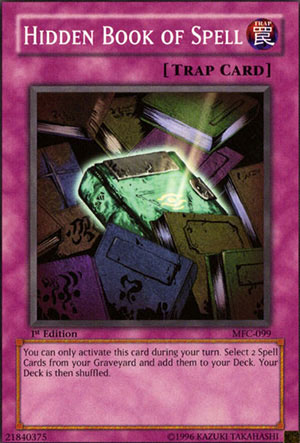 HIDDEN BOOK OF SPELL
TRAP
罠
[TRAP CARD]
1st Edition
MFC-099
You can only activate this card during your turn. Select 2 Spell
Cards from your Graveyard and add them to your Deck. Your
Deck is then shuffled.
21840375
©1996 KAZUKI TAKAHASHI